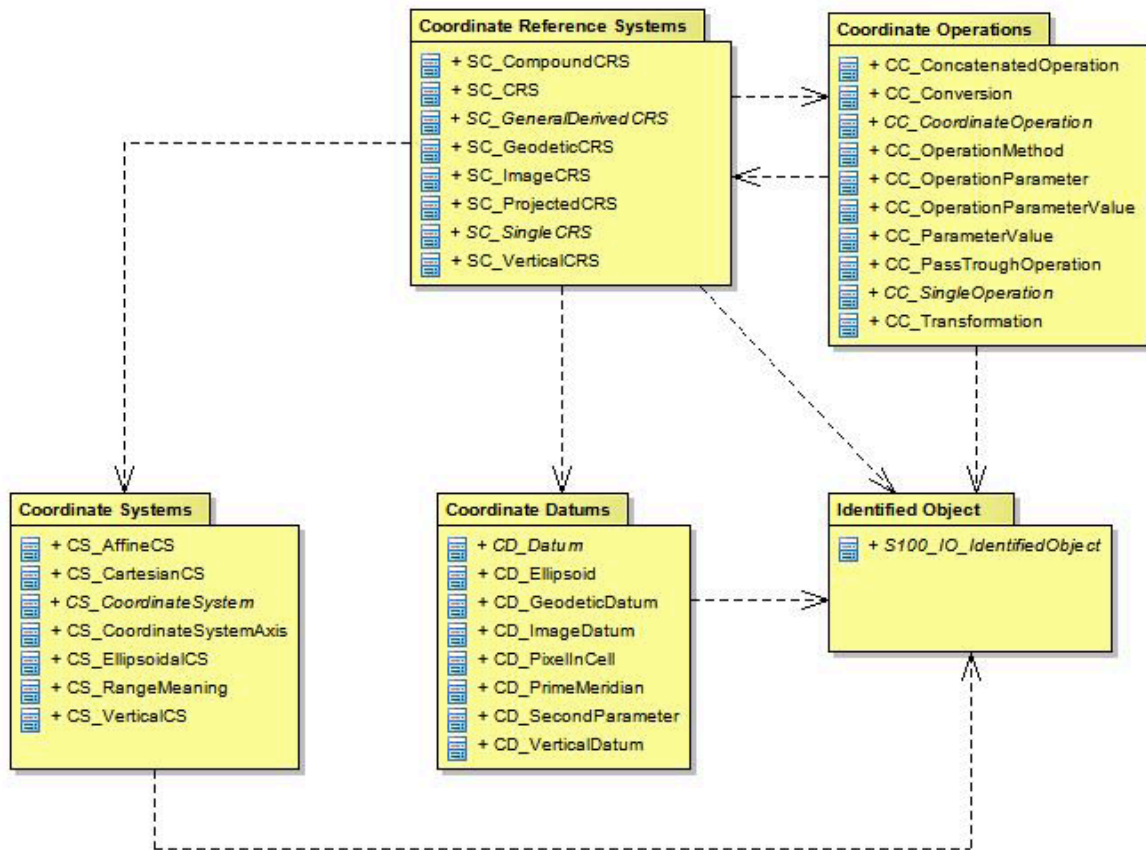 Coordinate Reference Systems
+ SC_CompoundCRS
+ SC_CRS
+ SC_GeneralDerivedCRS
+ SC_GeodeticCRS
+ SC_ImageCRS
+ SC_ProjectedCRS
+ SC_SingleCRS
+ SC_VerticalCRS
Coordinate Operations
+ CC_ConcatenatedOperation
+ CC_Conversion
+ CC_CoordinateOperation
+ CC_OperationMethod
+ CC_OperationParameter
+ CC_OperationParameterValue
+ CC_ParameterValue
+ CC_PassTroughOperation
+ CC_SingleOperation
+ CC_Transformation
Coordinate Systems
+ CS_AffineCS
+ CS_CartesianCS
+ CS_CoordinateSystem
+ CS_CoordinateSystemAxis
+ CS_EllipsoidalCS
+ CS_RangeMeaning
+ CS_VerticalCS
Coordinate Datums
+ CD_Datum
+ CD_Ellipsoid
+ CD_GeodeticDatum
+ CD_ImageDatum
+ CD_PixelInCell
+ CD_PrimeMeridian
+ CD_SecondParameter
+ CD_VerticalDatum
Identified Object
+ S100_IO_IdentifiedObject